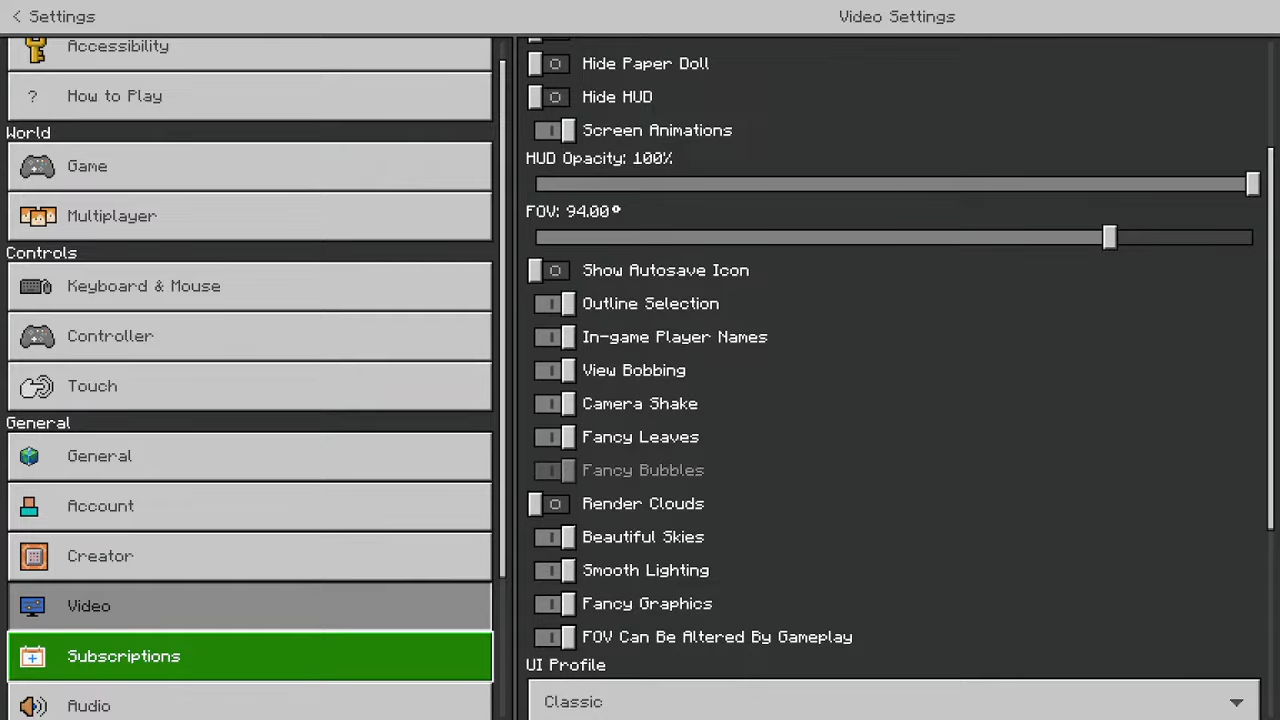 Settings
Video Settings
Accessibility
? How to Play
World
Game
Multiplayer
Controls
Keyboard & Mouse
Controller
Touch
General
General
Account
Creator
Video
Subscriptions
Audio
Hide Paper Doll
Hide HUD
Screen Animations
HUD Opacity: 100%
FOV: 94.00°
Show Autosave Icon
Outline Selection
In-game Player Names
View Bobbing
Camera Shake
Fancy Leaves
Fancy Bubbles
Render Clouds
Beautiful Skies
Smooth Lighting
Fancy Graphics
FOV Can Be Altered By Gameplay
UI Profile
Classic